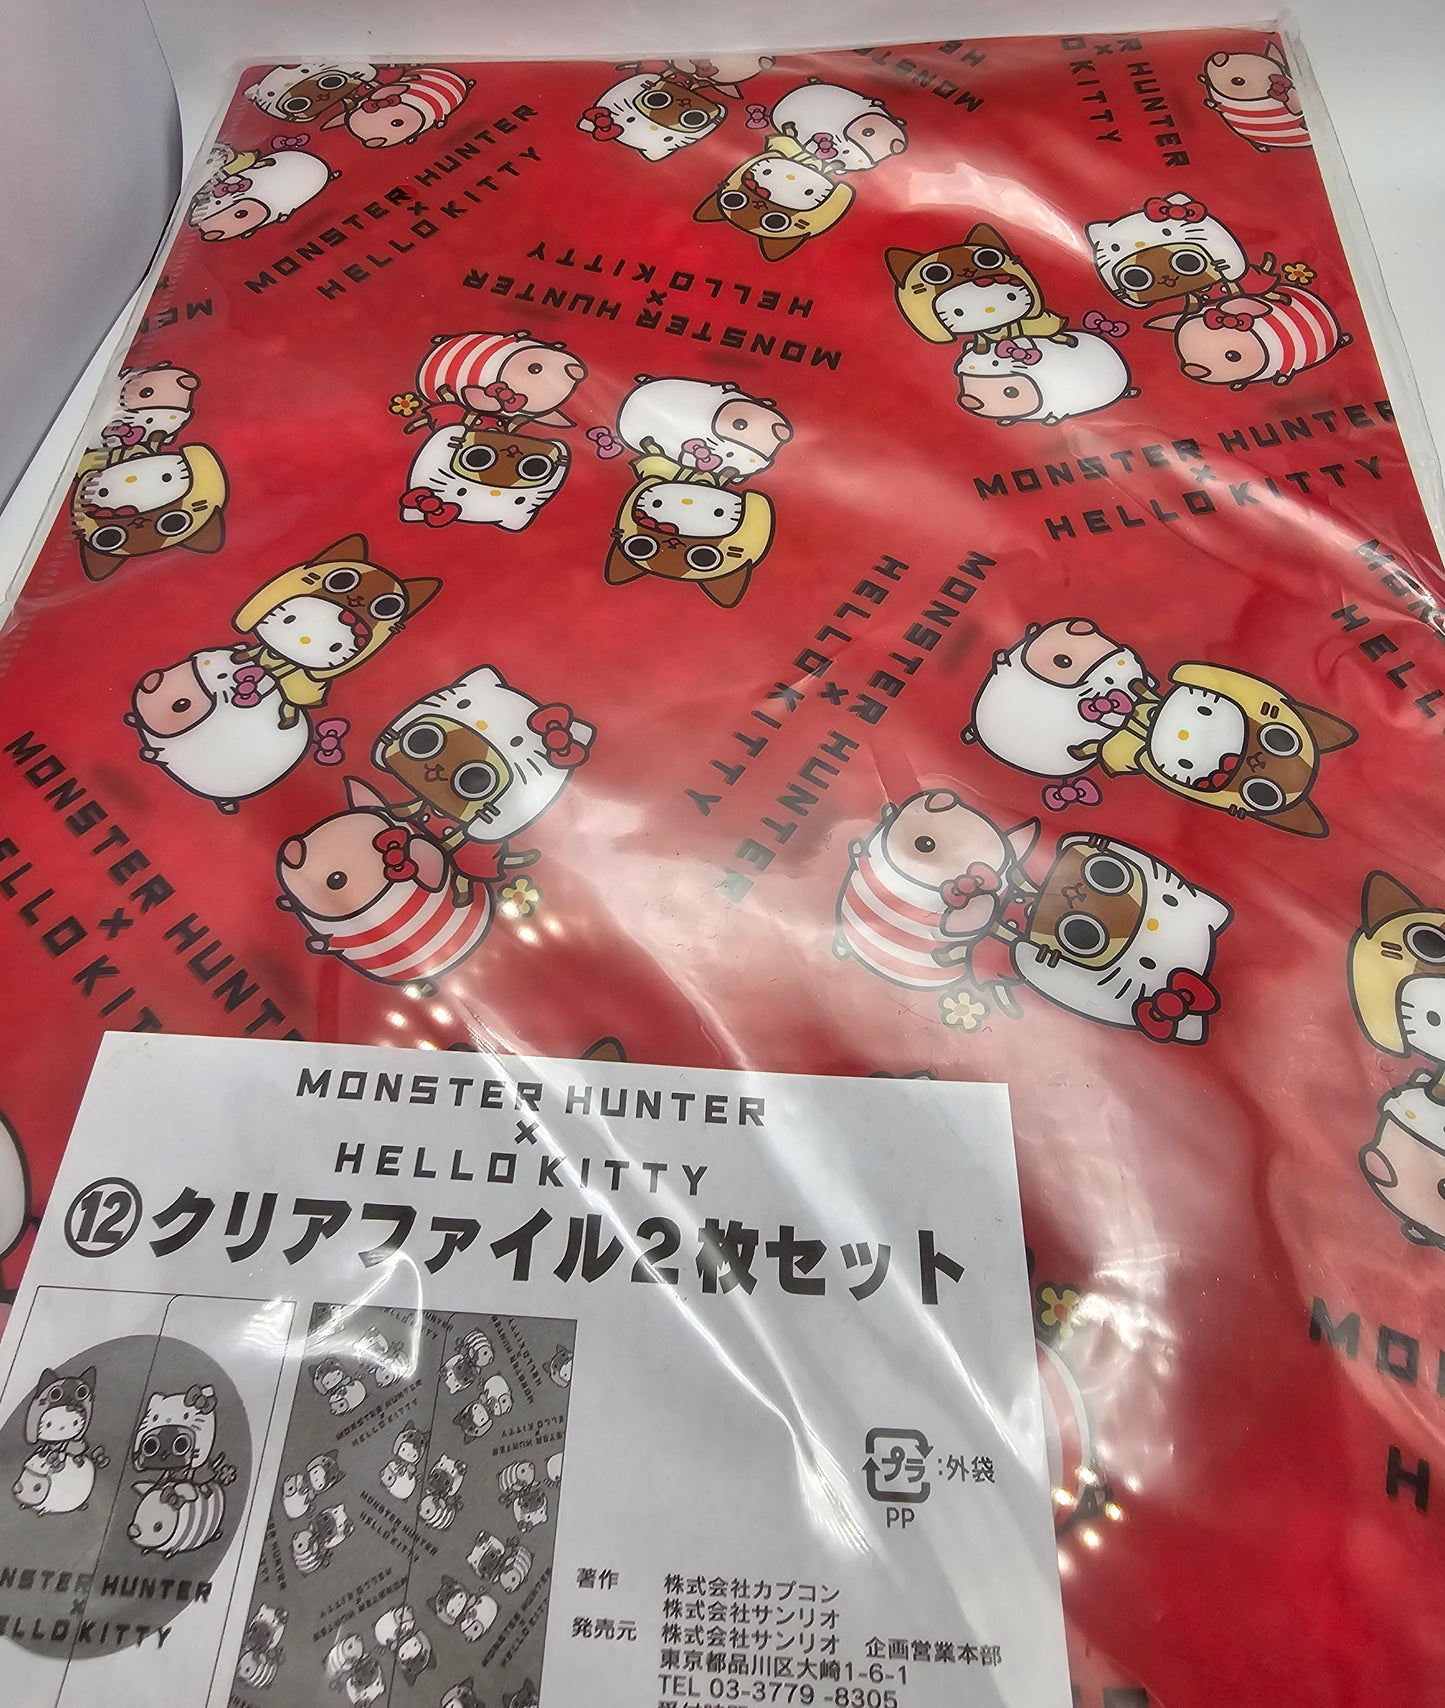 MONSTER HUNTER
×
HELLO KITTY
MONSTER HUNTER
×
HELLO KITTY
MONSTER HUNTER
×
HELLO KITTY
MONSTER HUNTER
×
HELLO KITTY
MONSTER HUNTER
×
HELLO KITTY
MONSTER HUNTER
×
MONSTER HUNTER
×
HELLO KITTY
⑫クリアファイル2枚セット
MONSTER HUNTER
×
HELLO KITTY
プラ:外袋
PP
HUNTER
×
KITTY
著作 株式会社カプコン
株式会社サンリオ
発売元 株式会社サンリオ 企画営業本部
東京都品川区大崎1-6-1
TEL 03-3779-8305